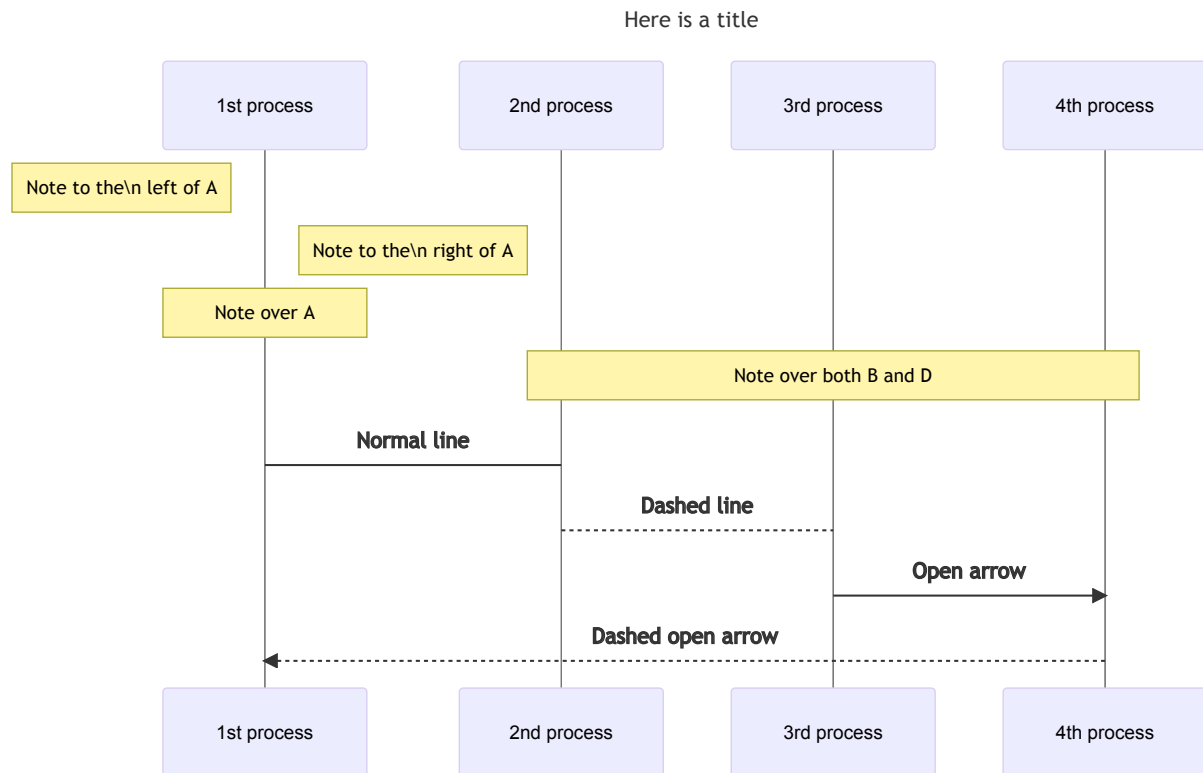 Here is a title
1st process
2nd process
3rd process
4th process
Note to the\n left of A
Note to the\n right of A
Note over A
Note over both B and D
Normal line
Dashed line
Open arrow
Dashed open arrow
1st process
2nd process
3rd process
4th process